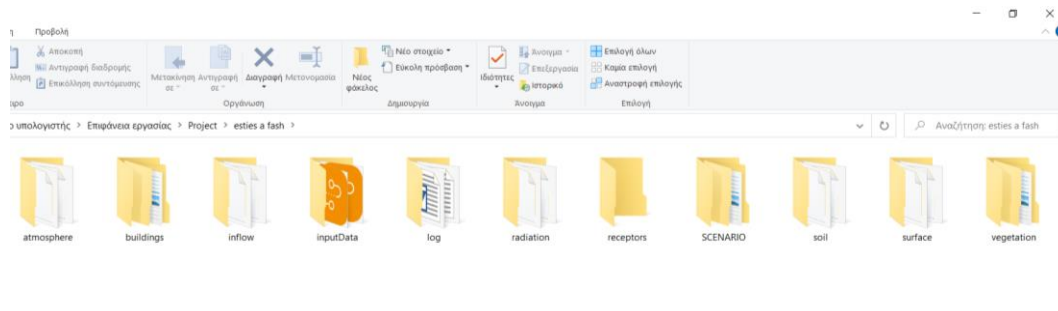 Προβολή
Αποκοπή
Αντιγραφή διαδρομής
Επικόλληση συντόμευσης
Μετακίνηση σε
Αντιγραφή σε
Διαγραφή
Μετονομασία
Οργάνωση
Νέος φάκελος
Νέο στοιχείο
Εύκολη πρόσβαση
Δημιουργία
Ιδιότητες
Άνοιγμα
Επεξεργασία
Ιστορικό
Άνοιγμα
Επιλογή όλων
Καμία επιλογή
Αναστροφή επιλογής
Επιλογή
υπολογιστής > Επιφάνεια εργασίας > Project > esties a fash >
Αναζήτηση: esties a fash
atmosphere
buildings
inflow
inputData
log
radiation
receptors
SCENARIO
soil
surface
vegetation